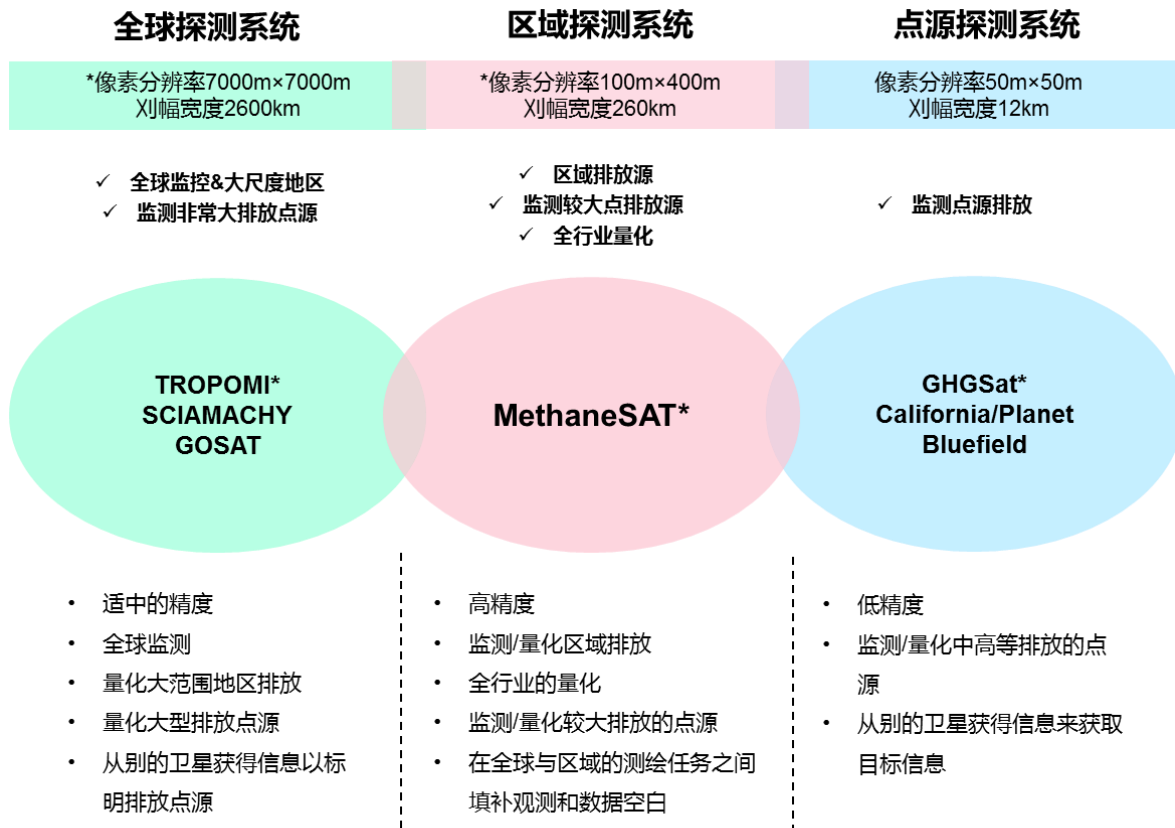 全球探测系统
区域探测系统
点源探测系统
*像素分辨率7000m×7000m
刈幅宽度2600km
*像素分辨率100m×400m
刈幅宽度260km
像素分辨率50m×50m
刈幅宽度12km
✓ 全球监控&大尺度地区
✓ 监测非常大排放点源
✓ 区域排放源
✓ 监测较大点排放源
✓ 全行业量化
✓ 监测点源排放
TROPOMI*
SCIAMACHY
GOSAT
MethaneSAT*
GHGSat*
California/Planet
Bluefield
• 适中的精度
• 全球监测
• 量化大范围地区排放
• 量化大型排放点源
• 从别的卫星获得信息以标
明排放点源
• 高精度
• 监测/量化区域排放
• 全行业的量化
• 监测/量化较大排放的点源
• 在全球与区域的测绘任务之间
填补观测和数据空白
• 低精度
• 监测/量化中高等排放的点
源
• 从别的卫星获得信息来获取
目标信息